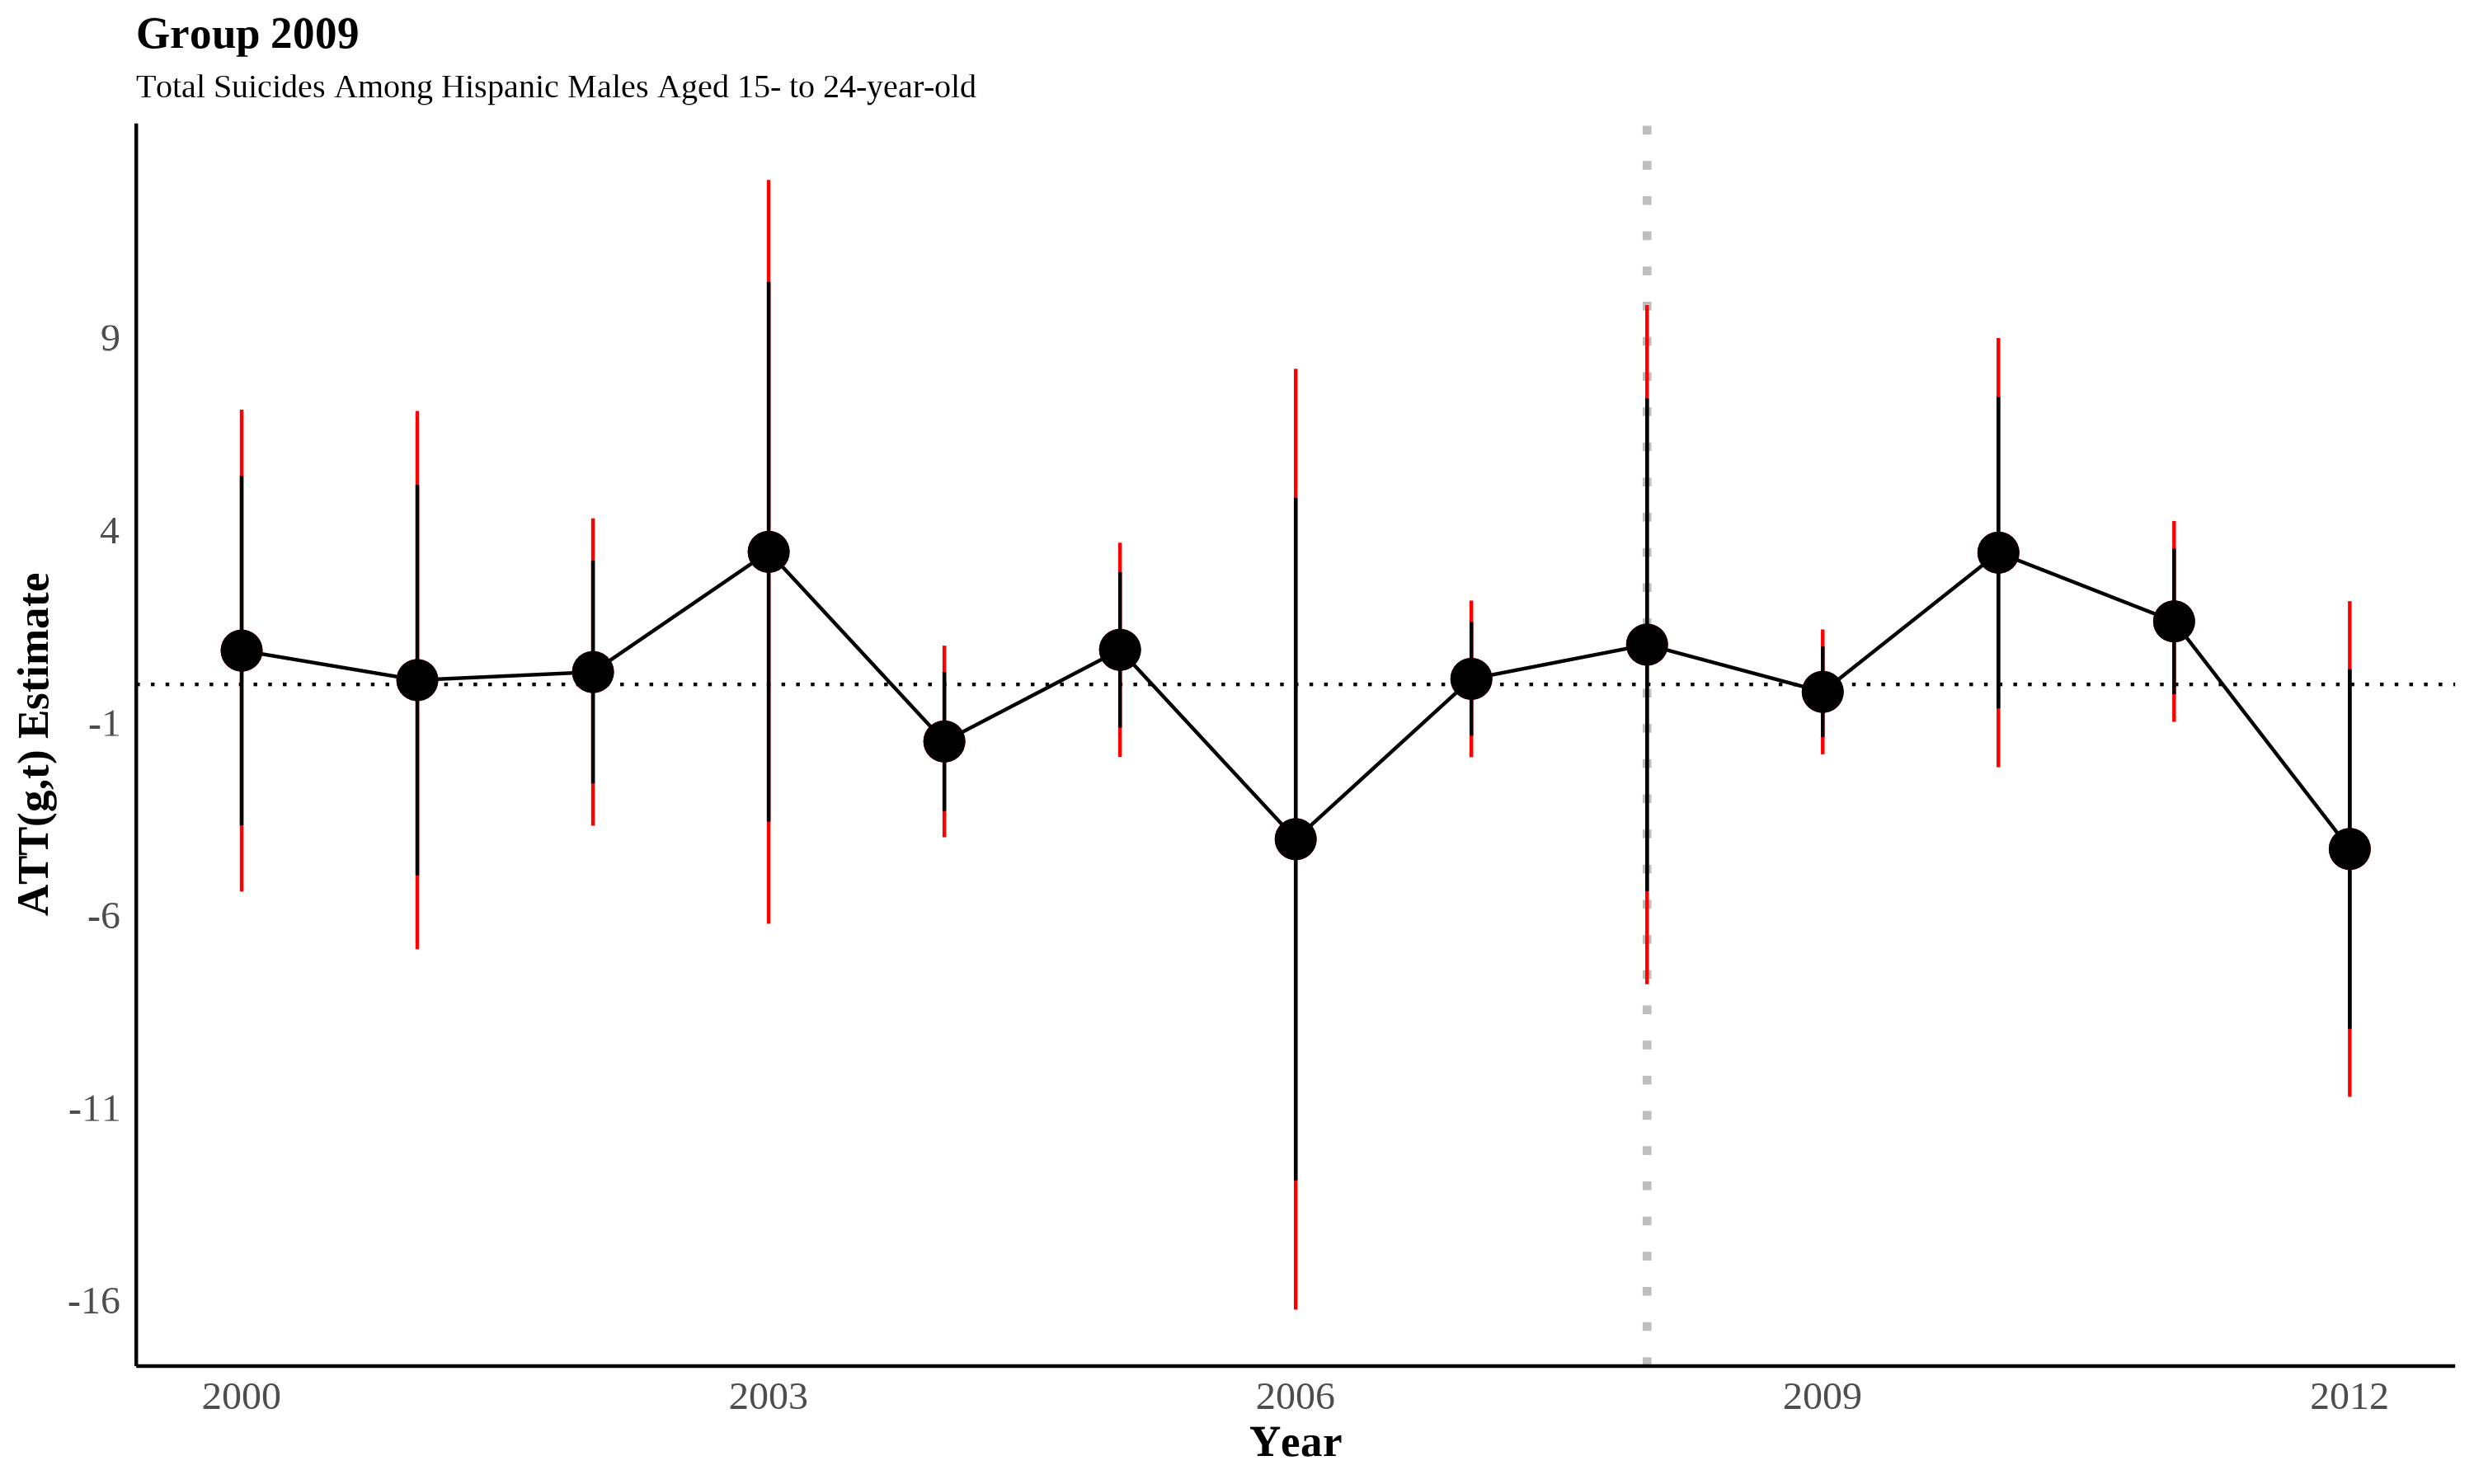 Group 2009
Total Suicides Among Hispanic Males Aged 15- to 24-year-old
ATT(g,t) Estimate
9
4
-1
-6
-11
-16
2000 2003 2006 2009 2012
Year